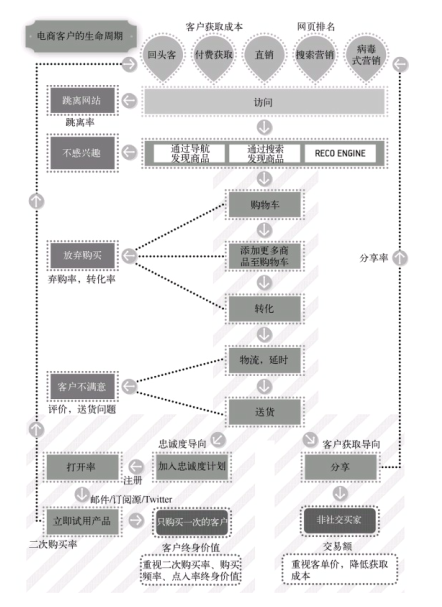 电商客户的生命周期
客户获取成本
网页排名
回头客
付费获取
直销
搜索营销
病毒
式营销
跳离网站
访问
跳离率
不感兴趣
通过导航
发现商品
通过搜索
发现商品
RECO ENGINE
购物车
放弃购买
添加更多商
品至购物车
分享率
弃购率，转化率
转化
物流，延时
客户不满意
评价，送货问题
送货
忠诚度导向
客户获取导向
打开率
加入忠诚度计划
分享
注册
邮件/订阅源/Twitter
立即试用产品
只购买一次的客户
非社交买家
二次购买率
客户终身价值
交易额
重视二次购买率、购买
频率、点入率终身价值
重视客单价，降低获取
成本